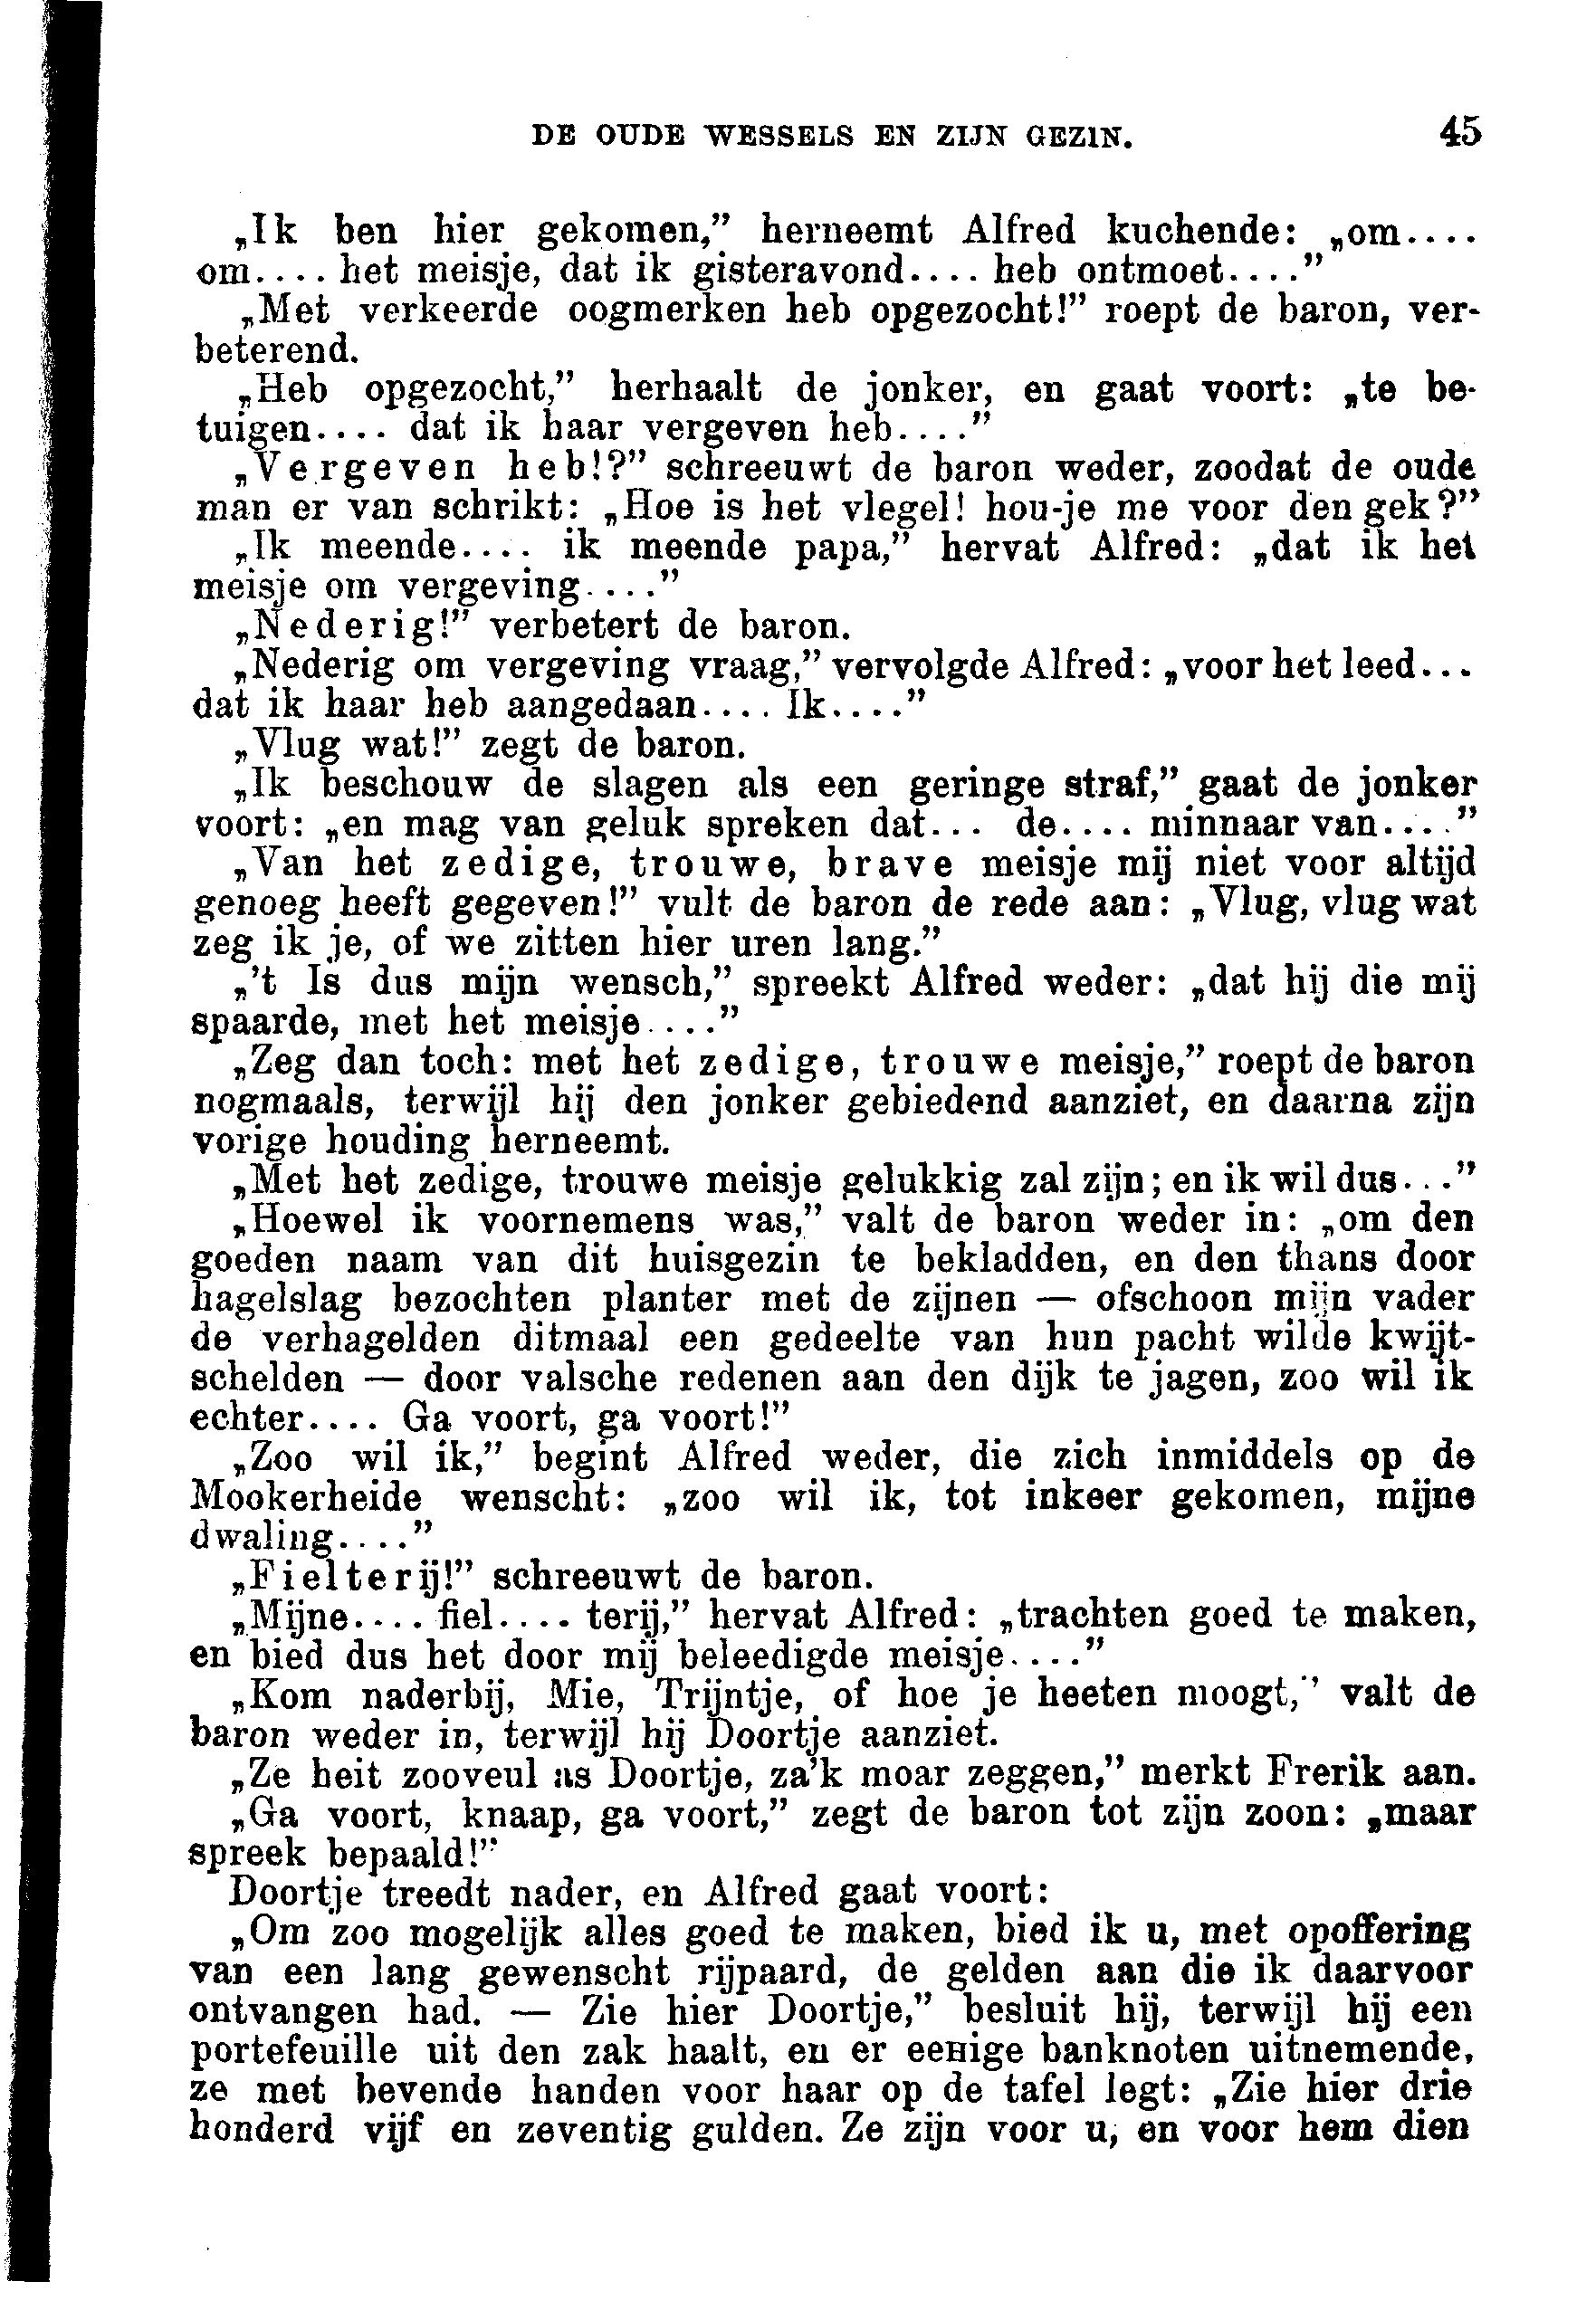 DE OUDE WESSELS EN ZIJN GEZIN. 45
„Ik ben hier gekomen,” herneemt Alfred kuchende: „om....
om.... het meisje, dat ik gisteravond.... heb ontmoet....”
„Met verkeerde oogmerken heb opgezocht!” roept de baron, ver-
beterend.
„Heb opgezocht,” herhaalt de jonker, en gaat voort: „te be-
tuigen.... dat ik haar vergeven heb....”
„Vergeven heb!?” schreeuwt de baron weder, zoodat de oude
man er van schrikt: „Hoe is het vlegel! hou-je me voor den gek?”
„Ik meende.... ik meende papa,” hervat Alfred: „dat ik het
meisje om vergeving....”
„Nederig!” verbetert de baron.
„Nederig om vergeving vraag,” vervolgde Alfred: „voor het leed...
dat ik haar heb aangedaan.... Ik....”
„Vlug wat!” zegt de baron.
„Ik beschouw de slagen als een geringe straf,” gaat de jonker
voort: „en mag van geluk spreken dat... de.... minnaar van....”
„Van het zedige, trouwe, brave meisje mij niet voor altijd
genoeg heeft gegeven!” vult de baron de rede aan: „Vlug, vlug wat
zeg ik je, of we zitten hier uren lang.”
„'t Is dus mijn wensch,” spreekt Alfred weder: „dat hij die mij
spaarde, met het meisje....”
„Zeg dan toch: met het zedige, trouwe meisje,” roept de baron
nogmaals, terwijl hij den jonker gebiedend aanziet, en daarna zijn
vorige houding herneemt.
„Met het zedige, trouwe meisje gelukkig zal zijn; en ik wil dus...”
„Hoewel ik voornemens was,” valt de baron weder in: „om den
goeden naam van dit huisgezin te bekladden, en den thans door
hagelslag bezochten planter met de zijnen — ofschoon mijn vader
de verhagelden ditmaal een gedeelte van hun pacht wilde kwijt-
schelden — door valsche redenen aan den dijk te jagen, zoo wil ik
echter.... Ga voort, ga voort!”
„Zoo wil ik,” begint Alfred weder, die zich inmiddels op de
Mookerheide wenscht: „zoo wil ik, tot inkeer gekomen, mijne
dwaling....”
„Fielterij!” schreeuwt de baron.
„Mijne.... fiel.... terij,” hervat Alfred: „trachten goed te maken,
en bied dus het door mij beleedigde meisje....”
„Kom naderbij, Mie, Trijntje, of hoe je heeten moogt,” valt de
baron weder in, terwijl hij Doortje aanziet.
„Ze heit zooveul as Doortje, za'k moar zeggen,” merkt Frerik aan.
„Ga voort, knaap, ga voort,” zegt de baron tot zijn zoon: „maar
spreek bepaald!”
Doortje treedt nader, en Alfred gaat voort:
„Om zoo mogelijk alles goed te maken, bied ik u, met opoffering
van een lang gewenscht rijpaard, de gelden aan die ik daarvoor
ontvangen had. — Zie hier Doortje,” besluit hij, terwijl hij een
portefeuille uit den zak haalt, en er eenige banknoten uitnemende,
ze met bevende handen voor haar op de tafel legt: „Zie hier drie
honderd vijf en zeventig gulden. Ze zijn voor u, en voor hem dien